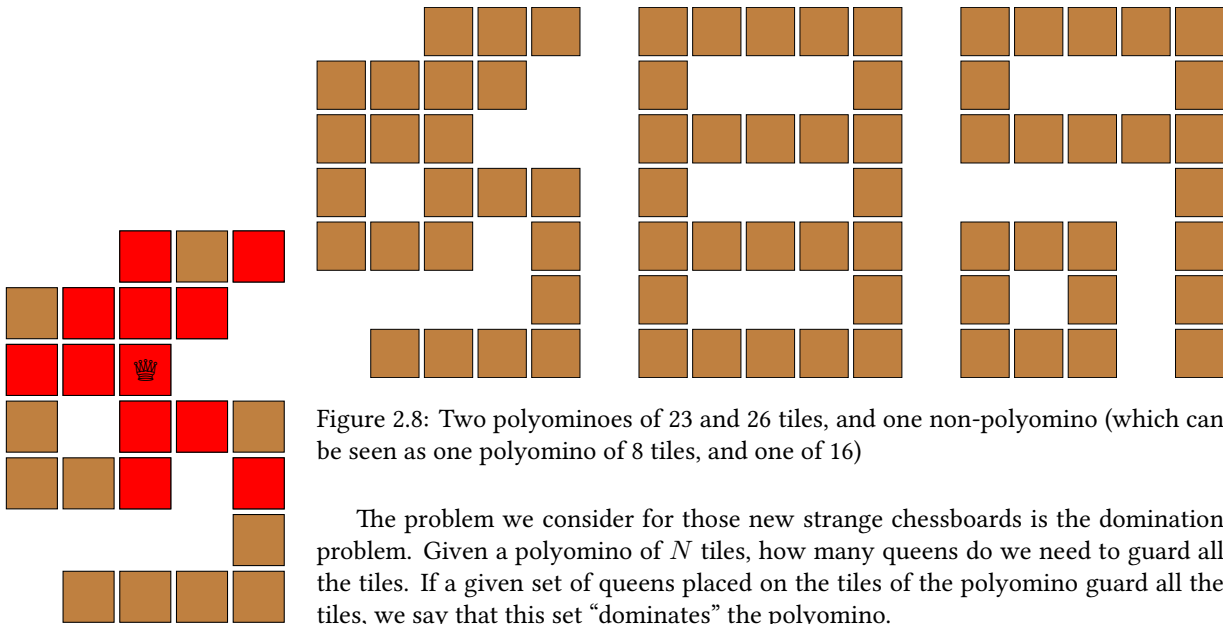 Figure 2.8: Two polyominoes of 23 and 26 tiles, and one non-polyomino (which can
be seen as one polyomino of 8 tiles, and one of 16)
The problem we consider for those new strange chessboards is the domination
problem. Given a polyomino of N tiles, how many queens do we need to guard all
the tiles. If a given set of queens placed on the tiles of the polyomino guard all the
tiles, we say that this set “dominates” the polyomino.